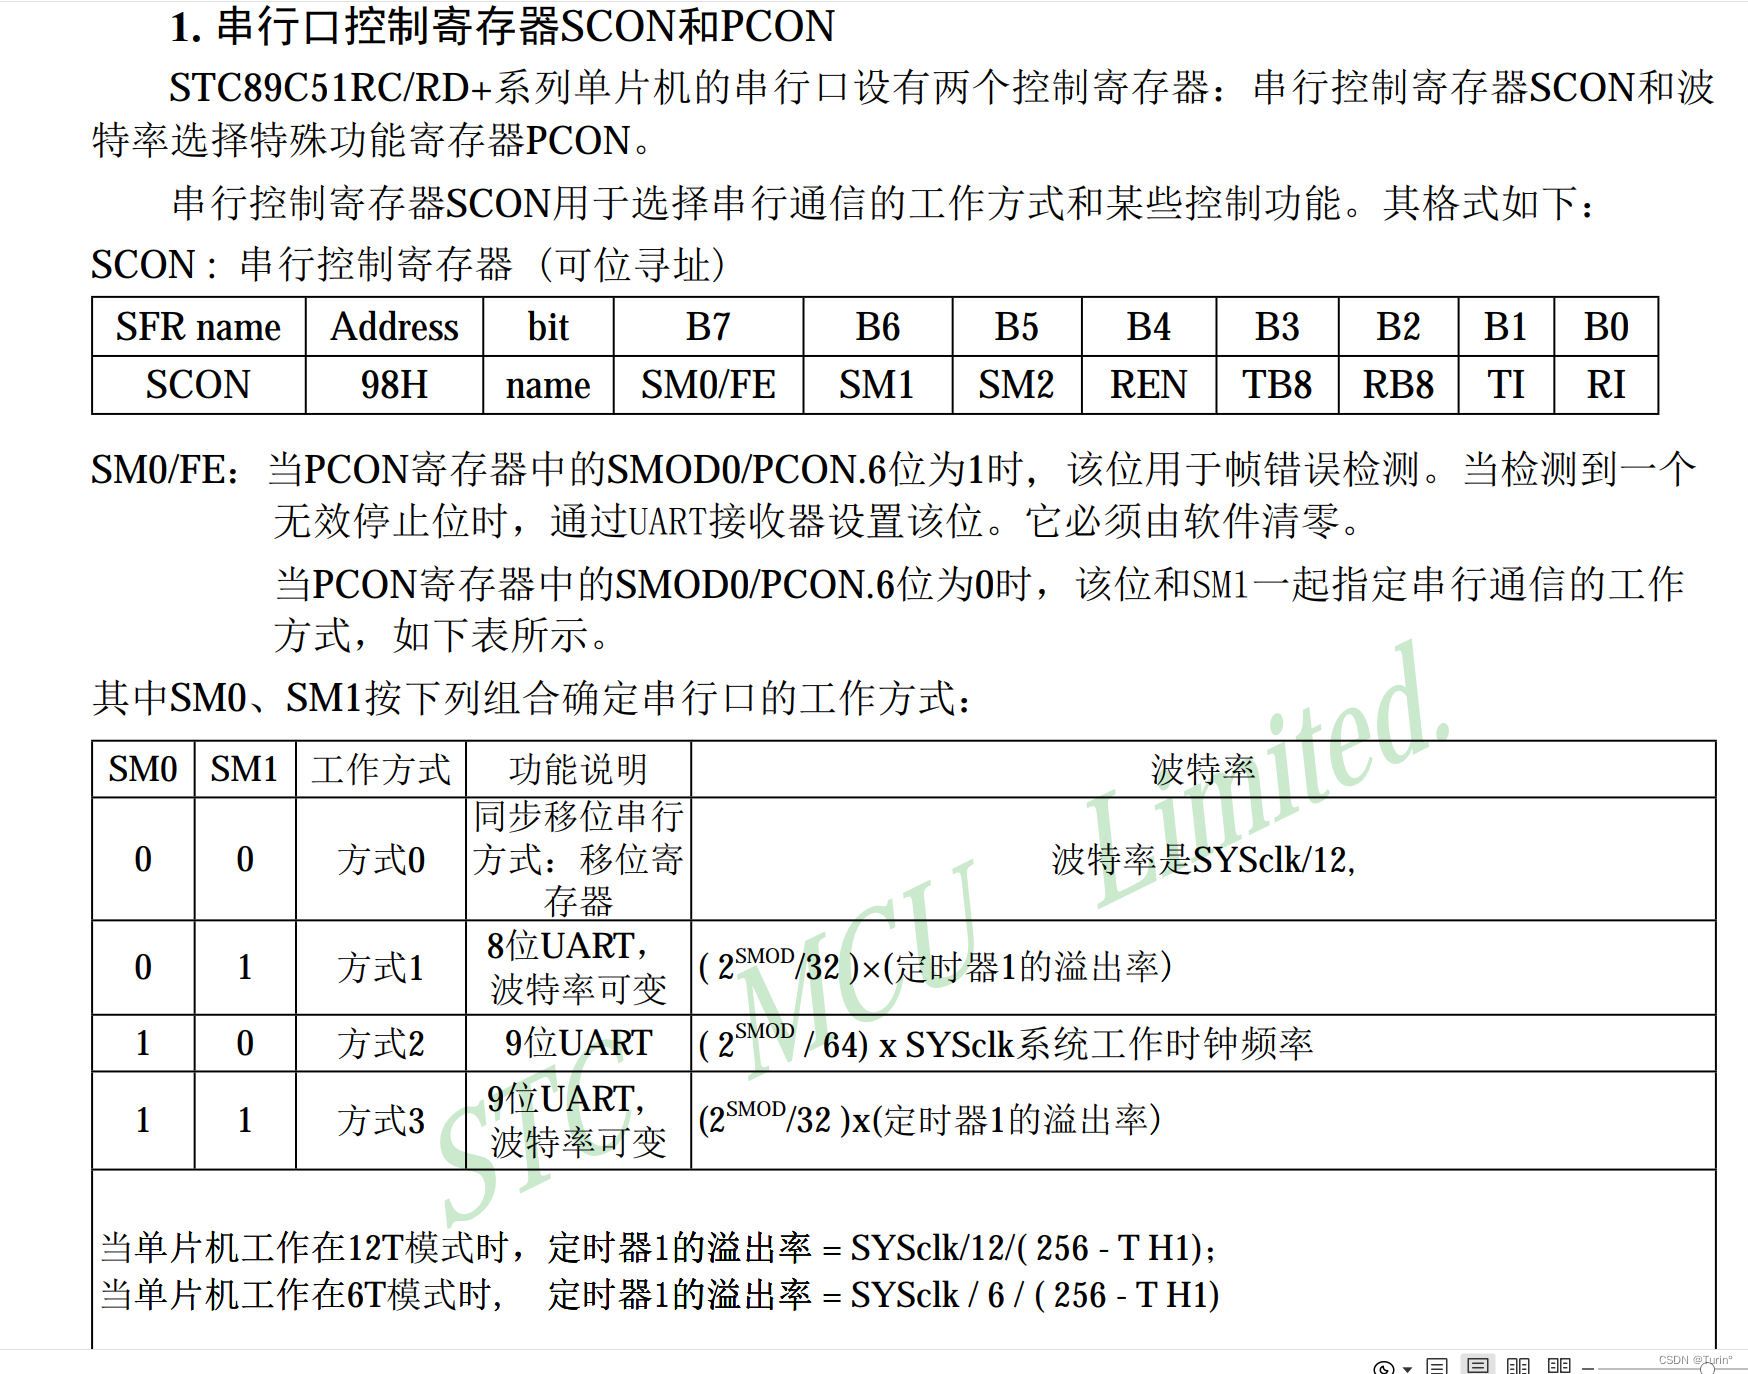 1. 串行口控制寄存器SCON和PCON
STC89C51RC/RD+系列单片机的串行口设有两个控制寄存器：串行控制寄存器SCON和波
特率选择特殊功能寄存器PCON。
串行控制寄存器SCON用于选择串行通信的工作方式和某些控制功能。其格式如下：
SCON : 串行控制寄存器 (可位寻址)
SFR name Address bit B7 B6 B5 B4 B3 B2 B1 B0
SCON 98H name SM0/FE SM1 SM2 REN TB8 RB8 TI RI
SM0/FE：当PCON寄存器中的SMOD0/PCON.6位为1时，该位用于帧错误检测。当检测到一个
无效停止位时，通过UART接收器设置该位。它必须由软件清零。
当PCON寄存器中的SMOD0/PCON.6位为0时，该位和SM1一起指定串行通信的工作
方式，如下表所示。
其中SM0、SM1按下列组合确定串行口的工作方式：
SM0 SM1 工作方式 功能说明 波特率
0 0 方式0 同步移位串行
方式：移位寄
存器 波特率是SYSclk/12,
0 1 方式1 8位UART，
波特率可变 ( 2^SMOD/32 )×(定时器1的溢出率)
1 0 方式2 9位UART ( 2^SMOD / 64) x SYSclk系统工作时钟频率
1 1 方式3 9位UART,
波特率可变 (2^SMOD/32 )x(定时器1的溢出率)
当单片机工作在12T模式时，定时器1的溢出率 = SYSclk/12/( 256 - T H1);
当单片机工作在6T模式时， 定时器1的溢出率 = SYSclk / 6 / ( 256 - T H1)
STC MCU Limited.
CSDN @Turin°